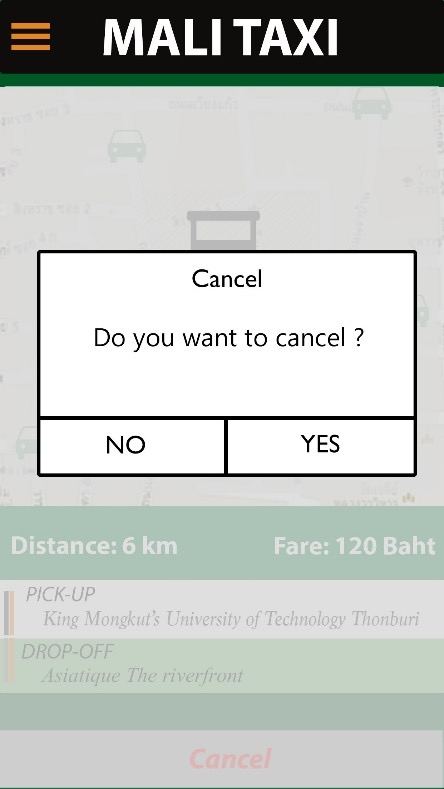 MALI TAXI
Cancel
Do you want to cancel ?
NO
YES
Distance: 6 km
Fare: 120 Baht
PICK-UP
King Mongkut's University of Technology Thonburi
DROP-OFF
Asiatique The riverfront
Cancel